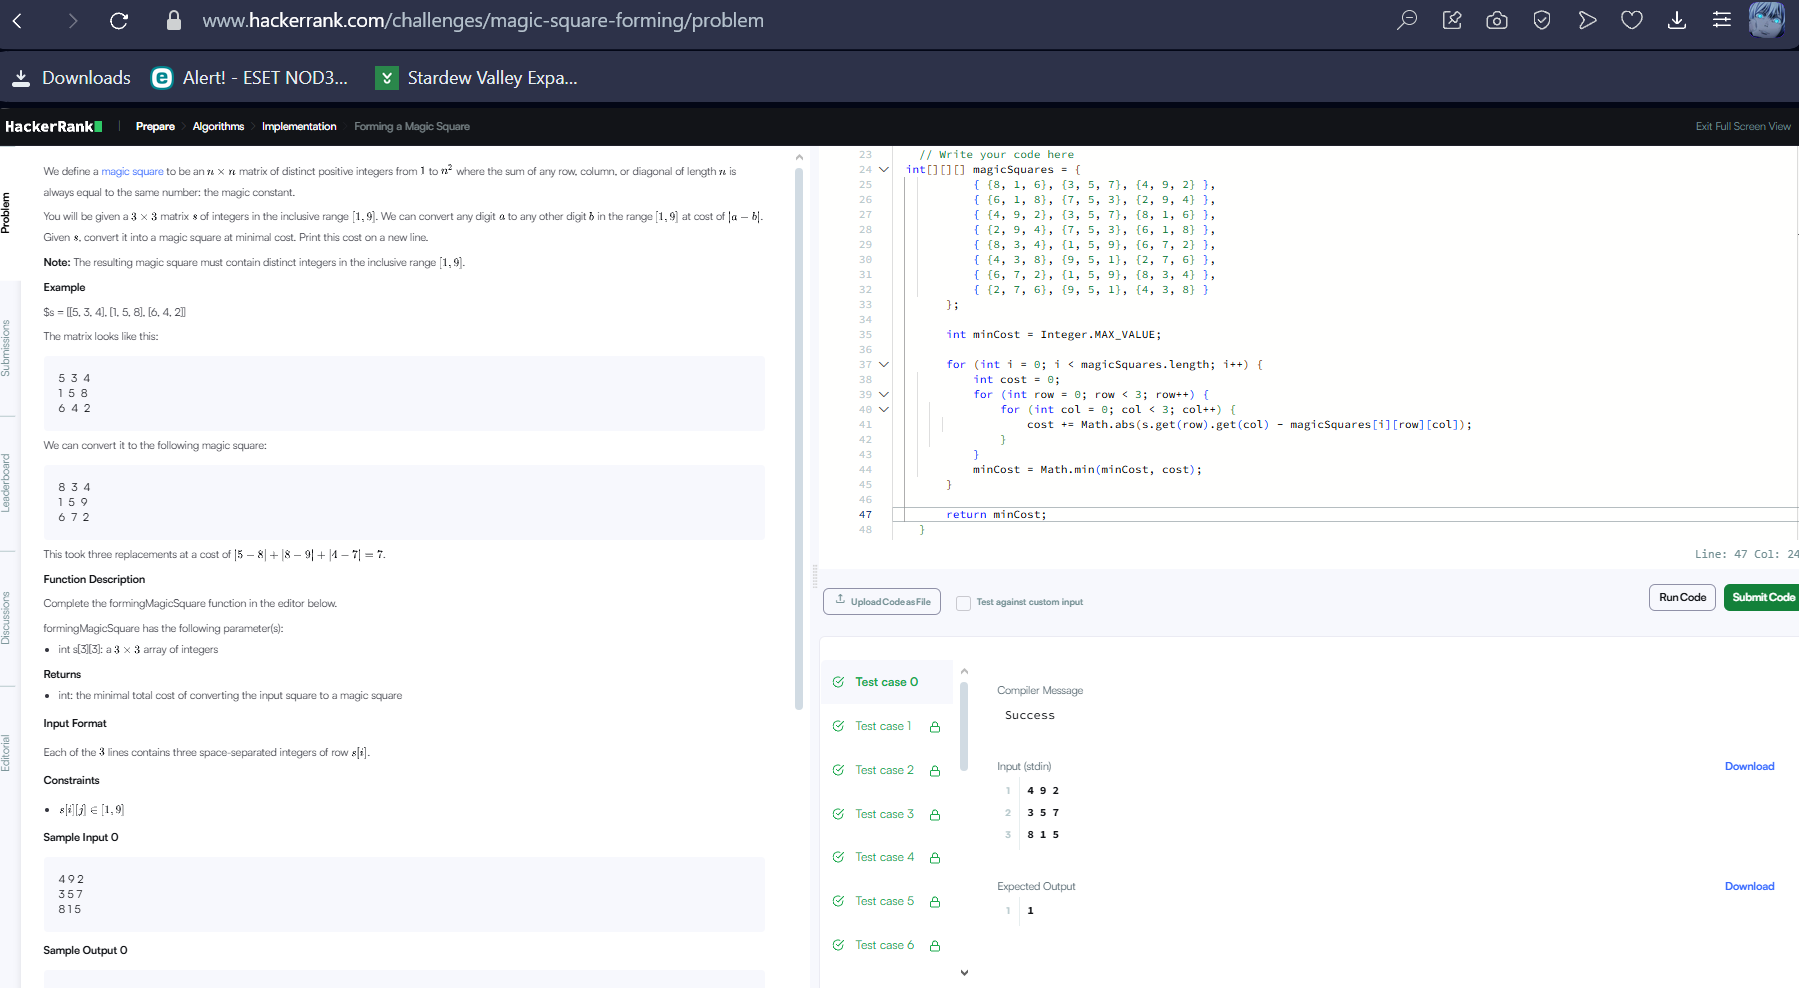 www.hackerrank.com/challenges/magic-square-forming/problem
Downloads
Alert! - ESET NOD3...
Stardew Valley Expa...
HackerRank
Prepare
Algorithms
Implementation
Forming a Magic Square
Exit Full Screen View
Problem
Submissions
Leaderboard
Discussions
Editorial
We define a magic square to be an n × n matrix of distinct positive integers from 1 to n² where the sum of any row, column, or diagonal of length n is
always equal to the same number: the magic constant.
You will be given a 3 × 3 matrix s of integers in the inclusive range [1, 9]. We can convert any digit a to any other digit b in the range [1, 9] at cost of |a − b|.
Given s, convert it into a magic square at minimal cost. Print this cost on a new line.
Note: The resulting magic square must contain distinct integers in the inclusive range [1, 9].
Example
$s = [[5, 3, 4], [1, 5, 8], [6, 4, 2]]
The matrix looks like this:
5 3 4
1 5 8
6 4 2
We can convert it to the following magic square:
8 3 4
1 5 9
6 7 2
This took three replacements at a cost of |5 − 8| + |8 − 9| + |4 − 7| = 7.
Function Description
Complete the formingMagicSquare function in the editor below.
formingMagicSquare has the following parameter(s):
• int s[3][3]: a 3 × 3 array of integers
Returns
• int: the minimal total cost of converting the input square to a magic square
Input Format
Each of the 3 lines contains three space-separated integers of row s[i].
Constraints
• s[i][j] ∈ [1, 9]
Sample Input 0
4 9 2
3 5 7
8 1 5
Sample Output 0
23 // Write your code here
24 int[][][] magicSquares = {
25 { {8, 1, 6}, {3, 5, 7}, {4, 9, 2} },
26 { {6, 1, 8}, {7, 5, 3}, {2, 9, 4} },
27 { {4, 9, 2}, {3, 5, 7}, {8, 1, 6} },
28 { {2, 9, 4}, {7, 5, 3}, {6, 1, 8} },
29 { {8, 3, 4}, {1, 5, 9}, {6, 7, 2} },
30 { {4, 3, 8}, {9, 5, 1}, {2, 7, 6} },
31 { {6, 7, 2}, {1, 5, 9}, {8, 3, 4} },
32 { {2, 7, 6}, {9, 5, 1}, {4, 3, 8} }
33 };
34
35 int minCost = Integer.MAX_VALUE;
36
37 for (int i = 0; i < magicSquares.length; i++) {
38 int cost = 0;
39 for (int row = 0; row < 3; row++) {
40 for (int col = 0; col < 3; col++) {
41 cost += Math.abs(s.get(row).get(col) - magicSquares[i][row][col]);
42 }
43 }
44 minCost = Math.min(minCost, cost);
45 }
46
47 return minCost;
48 }
Line: 47 Col: 24
Upload Code as File
Test against custom input
Run Code
Submit Code
Test case 0
Test case 1
Test case 2
Test case 3
Test case 4
Test case 5
Test case 6
Compiler Message
Success
Input (stdin)
Download
1 4 9 2
2 3 5 7
3 8 1 5
Expected Output
Download
1 1